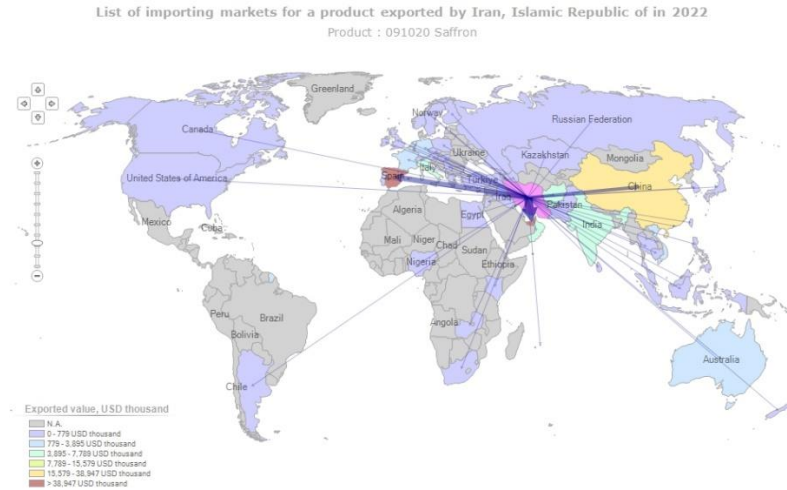 List of importing markets for a product exported by Iran, Islamic Republic of in 2022
Product : 091020 Saffron
Greenland
Norway
Russian Federation
Canada
Ukraine
Kazakhstan
Mongolia
Italy
Spain
Türkiye
United States of America
China
Iraq
Pakistan
Mexico
Cuba
Algeria
Egypt
India
Mali
Niger
Chad
Sudan
Nigeria
Ethiopia
Peru
Brazil
Angola
Bolivia
Australia
Chile
Exported value, USD thousand
N.A.
0 - 779 USD thousand
779 - 3,895 USD thousand
3,895 - 7,789 USD thousand
7,789 - 15,579 USD thousand
15,579 - 38,947 USD thousand
> 38,947 USD thousand